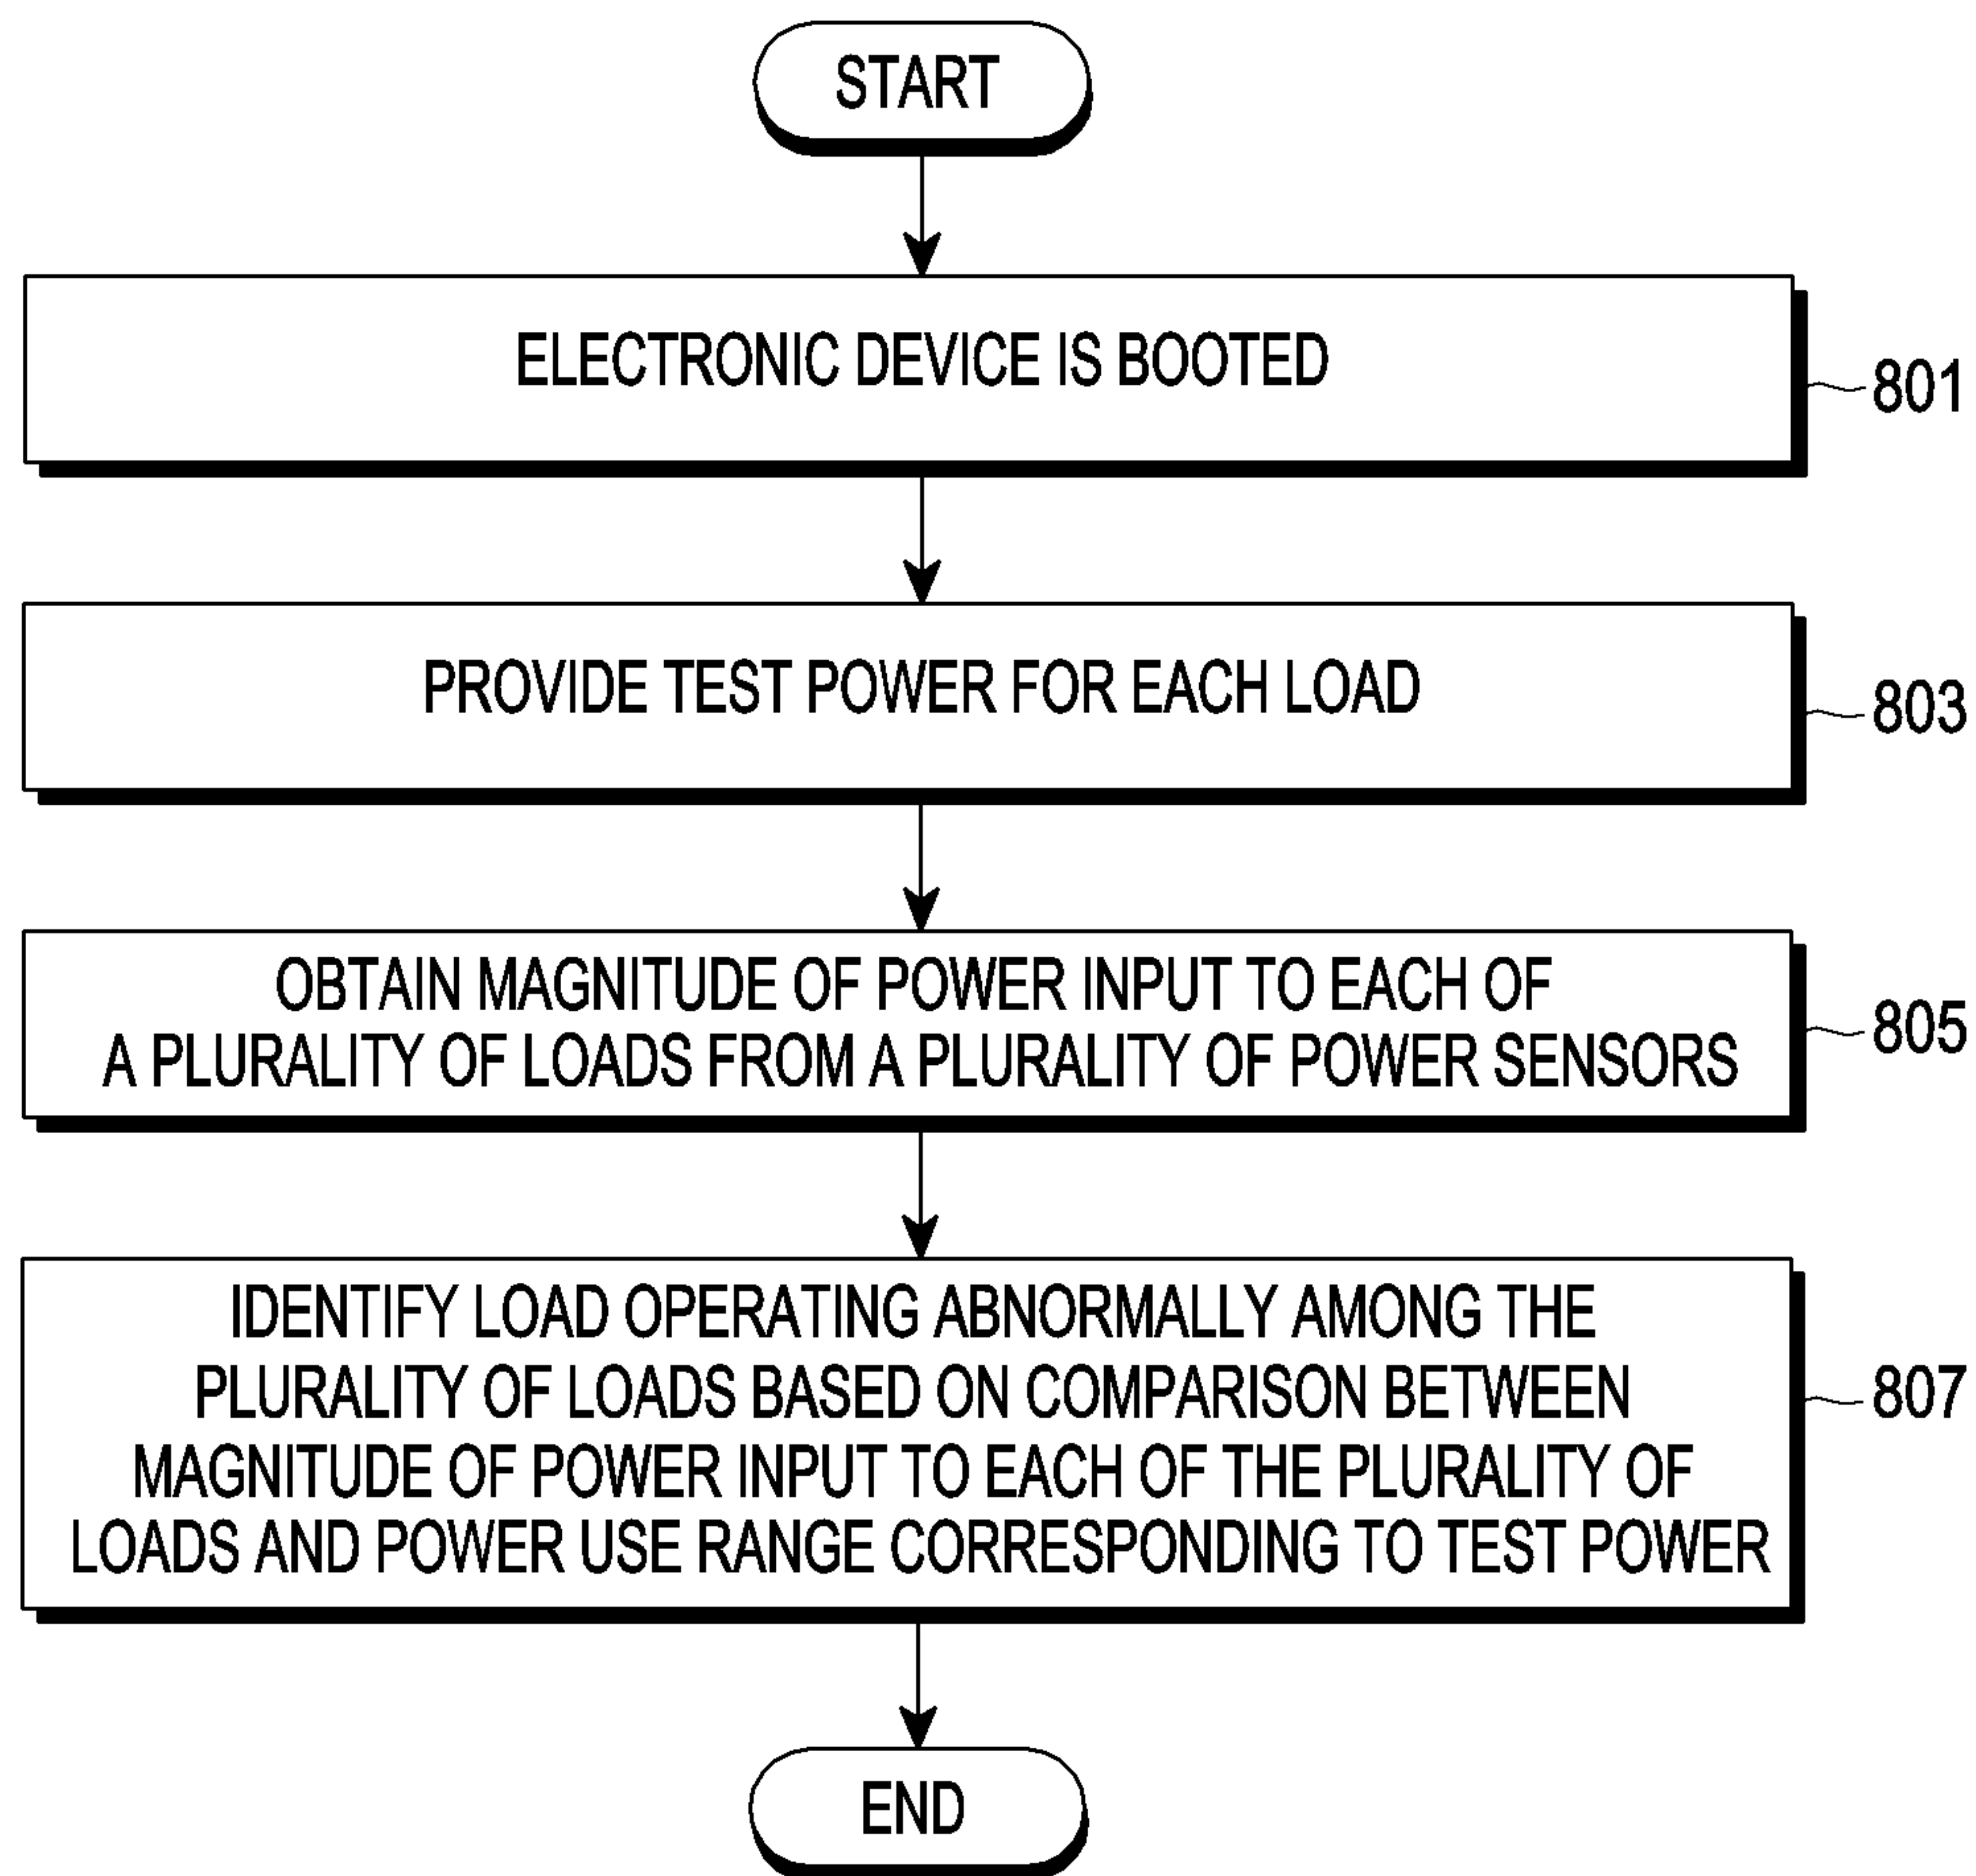 START
ELECTRONIC DEVICE IS BOOTED
801
PROVIDE TEST POWER FOR EACH LOAD
803
OBTAIN MAGNITUDE OF POWER INPUT TO EACH OF
A PLURALITY OF LOADS FROM A PLURALITY OF POWER SENSORS
805
IDENTIFY LOAD OPERATING ABNORMALLY AMONG THE
PLURALITY OF LOADS BASED ON COMPARISON BETWEEN
MAGNITUDE OF POWER INPUT TO EACH OF THE PLURALITY OF
LOADS AND POWER USE RANGE CORRESPONDING TO TEST POWER
807
END